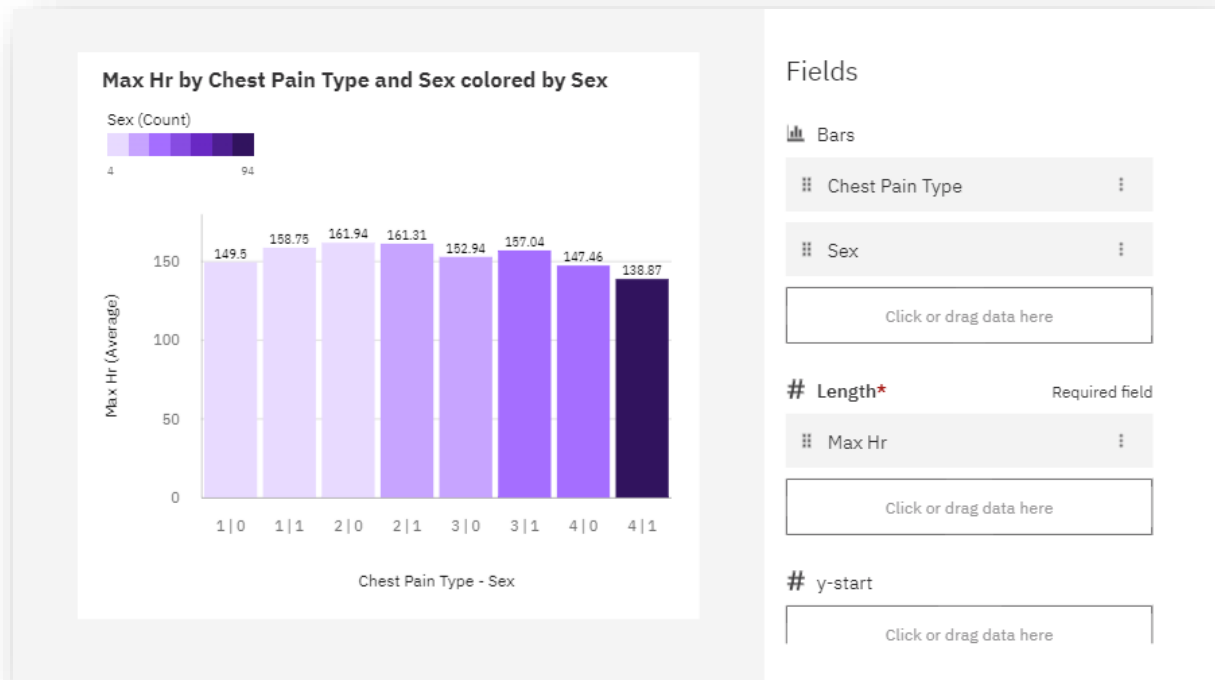 Max Hr by Chest Pain Type and Sex colored by Sex
Sex (Count)
4 94
149.5 158.75 161.94 161.31 152.94 157.04 147.46 138.87
150
100
50
0
Max Hr (Average)
1|0 1|1 2|0 2|1 3|0 3|1 4|0 4|1
Chest Pain Type - Sex
Fields
Bars
Chest Pain Type
Sex
Click or drag data here
# Length* Required field
Max Hr
Click or drag data here
# y-start
Click or drag data here